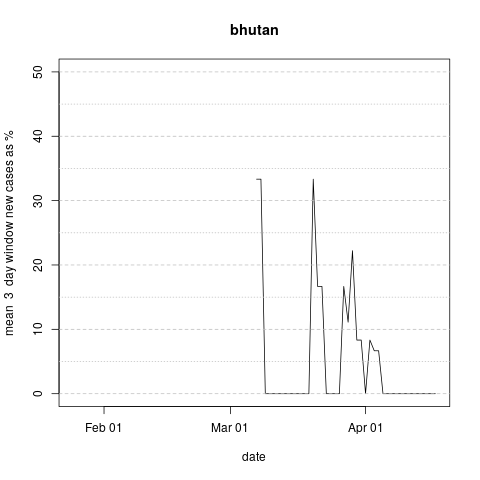 bhutan
mean 3 day window new cases as %
50
40
30
20
10
0
Feb 01
Mar 01
Apr 01
date